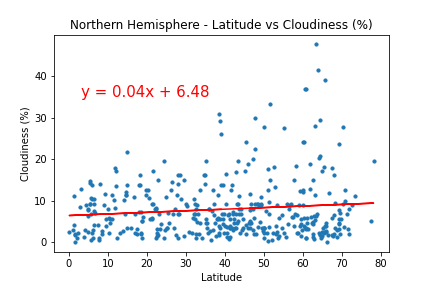 Northern Hemisphere - Latitude vs Cloudiness (%)
40
30
20
10
0
Cloudiness (%)
y = 0.04x + 6.48
0 10 20 30 40 50 60 70 80
Latitude